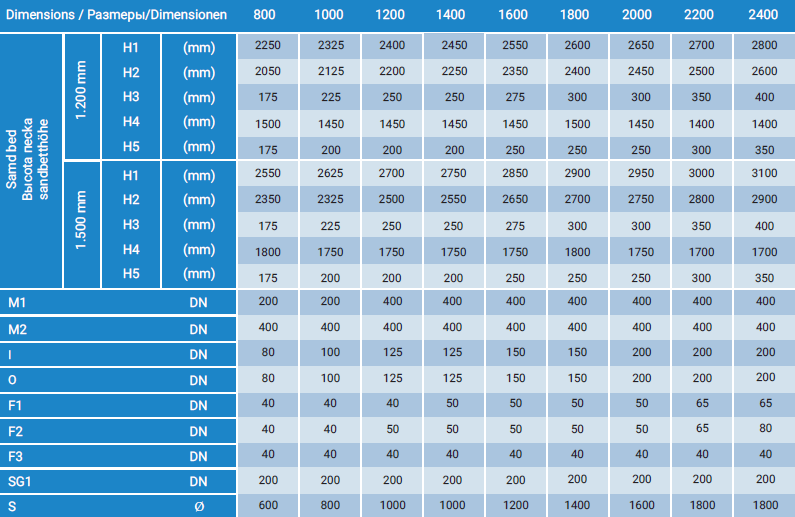 Dimensions / Размеры/Dimensionen 800 1000 1200 1400 1600 1800 2000 2200 2400
Samd bed
Высота песка
sandbetthöhe
1.200 mm
H1 (mm) 2250 2325 2400 2450 2550 2600 2650 2700 2800
H2 (mm) 2050 2125 2200 2250 2350 2400 2450 2500 2600
H3 (mm) 175 225 250 250 275 300 300 350 400
H4 (mm) 1500 1450 1450 1450 1450 1500 1450 1400 1400
H5 (mm) 175 200 200 200 250 250 250 300 350
1.500 mm
H1 (mm) 2550 2625 2700 2750 2850 2900 2950 3000 3100
H2 (mm) 2350 2325 2500 2550 2650 2700 2750 2800 2900
H3 (mm) 175 225 250 250 275 300 300 350 400
H4 (mm) 1800 1750 1750 1750 1750 1800 1750 1700 1700
H5 (mm) 175 200 200 200 250 250 250 300 350
M1 DN 200 200 400 400 400 400 400 400 400
M2 DN 400 400 400 400 400 400 400 400 400
I DN 80 100 125 125 150 150 200 200 200
O DN 80 100 125 125 150 150 200 200 200
F1 DN 40 40 40 50 50 50 50 65 65
F2 DN 40 40 50 50 50 50 50 65 80
F3 DN 40 40 40 40 40 40 40 40 40
SG1 DN 200 200 200 200 200 200 200 200 200
S Ø 600 800 1000 1000 1200 1400 1600 1800 1800